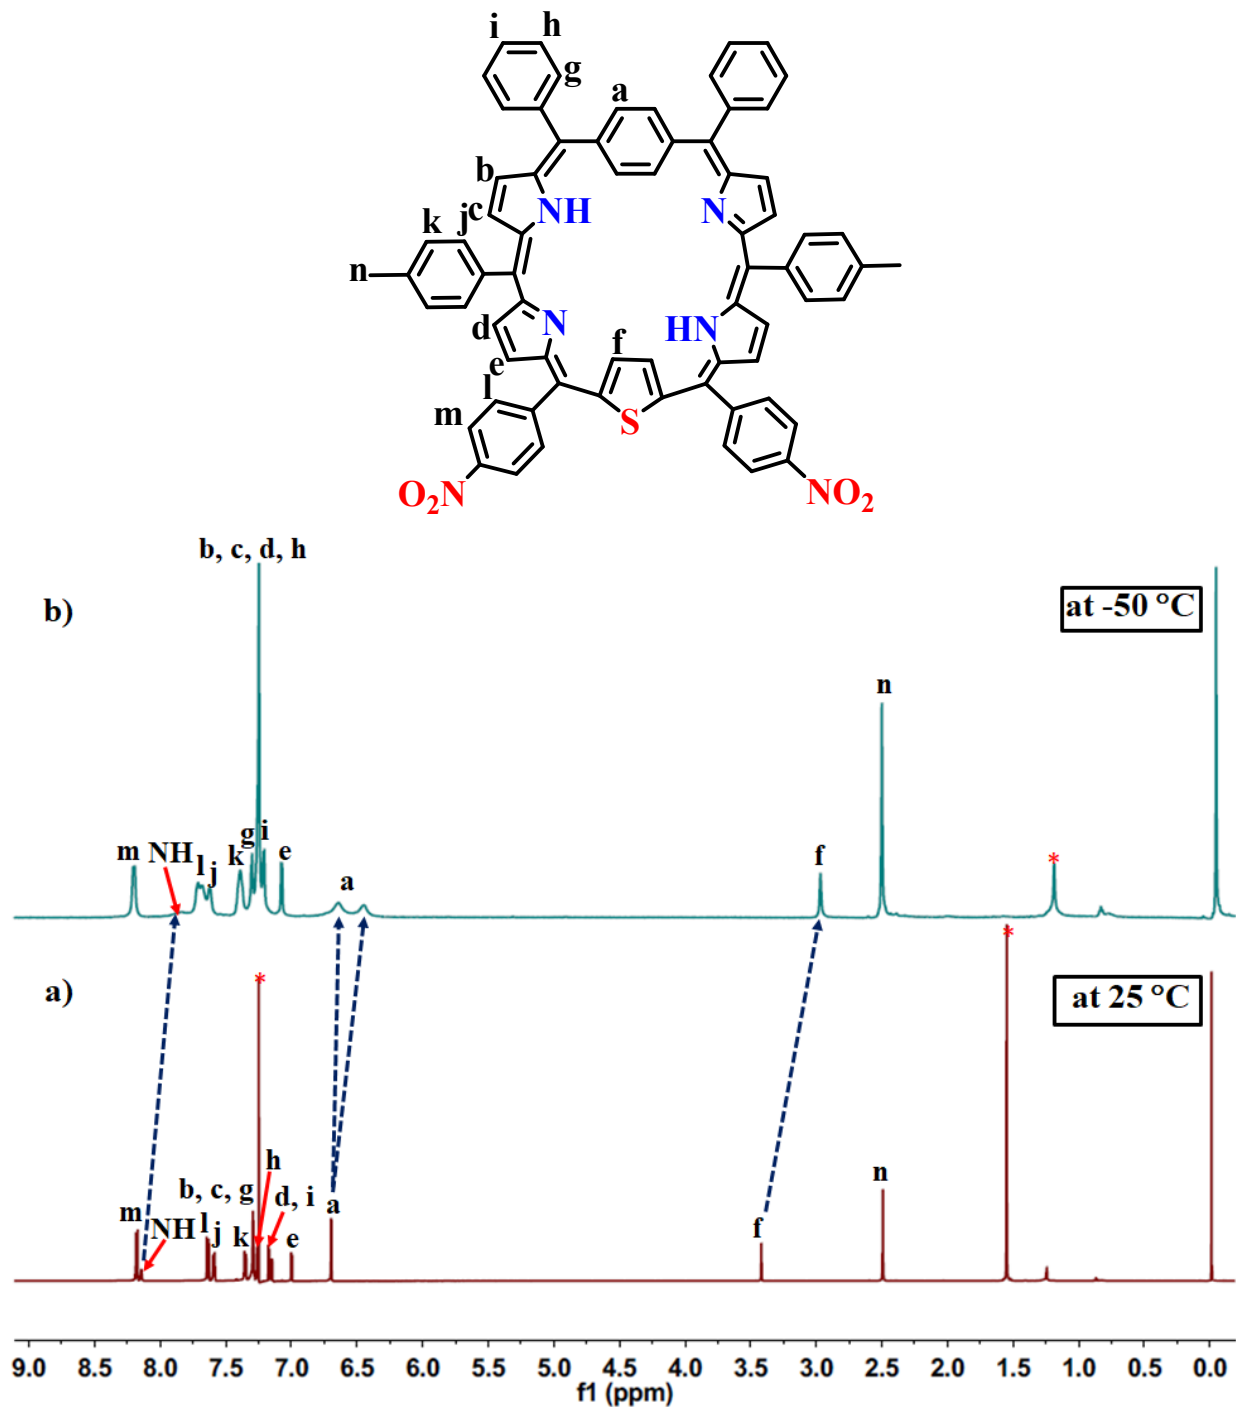 i h
g
a
b
NH N
c
k j
n
N HN
d
f
e
l
m
S
O₂N NO₂
b, c, d, h
b) at -50 °C
n
g i
m NH l j k e
a
f
*
*
* a) at 25 °C
h
b, c, g d, i
n
m NH l j k e a f
9.0 8.5 8.0 7.5 7.0 6.5 6.0 5.5 5.0 4.5 4.0 3.5 3.0 2.5 2.0 1.5 1.0 0.5 0.0
f1 (ppm)